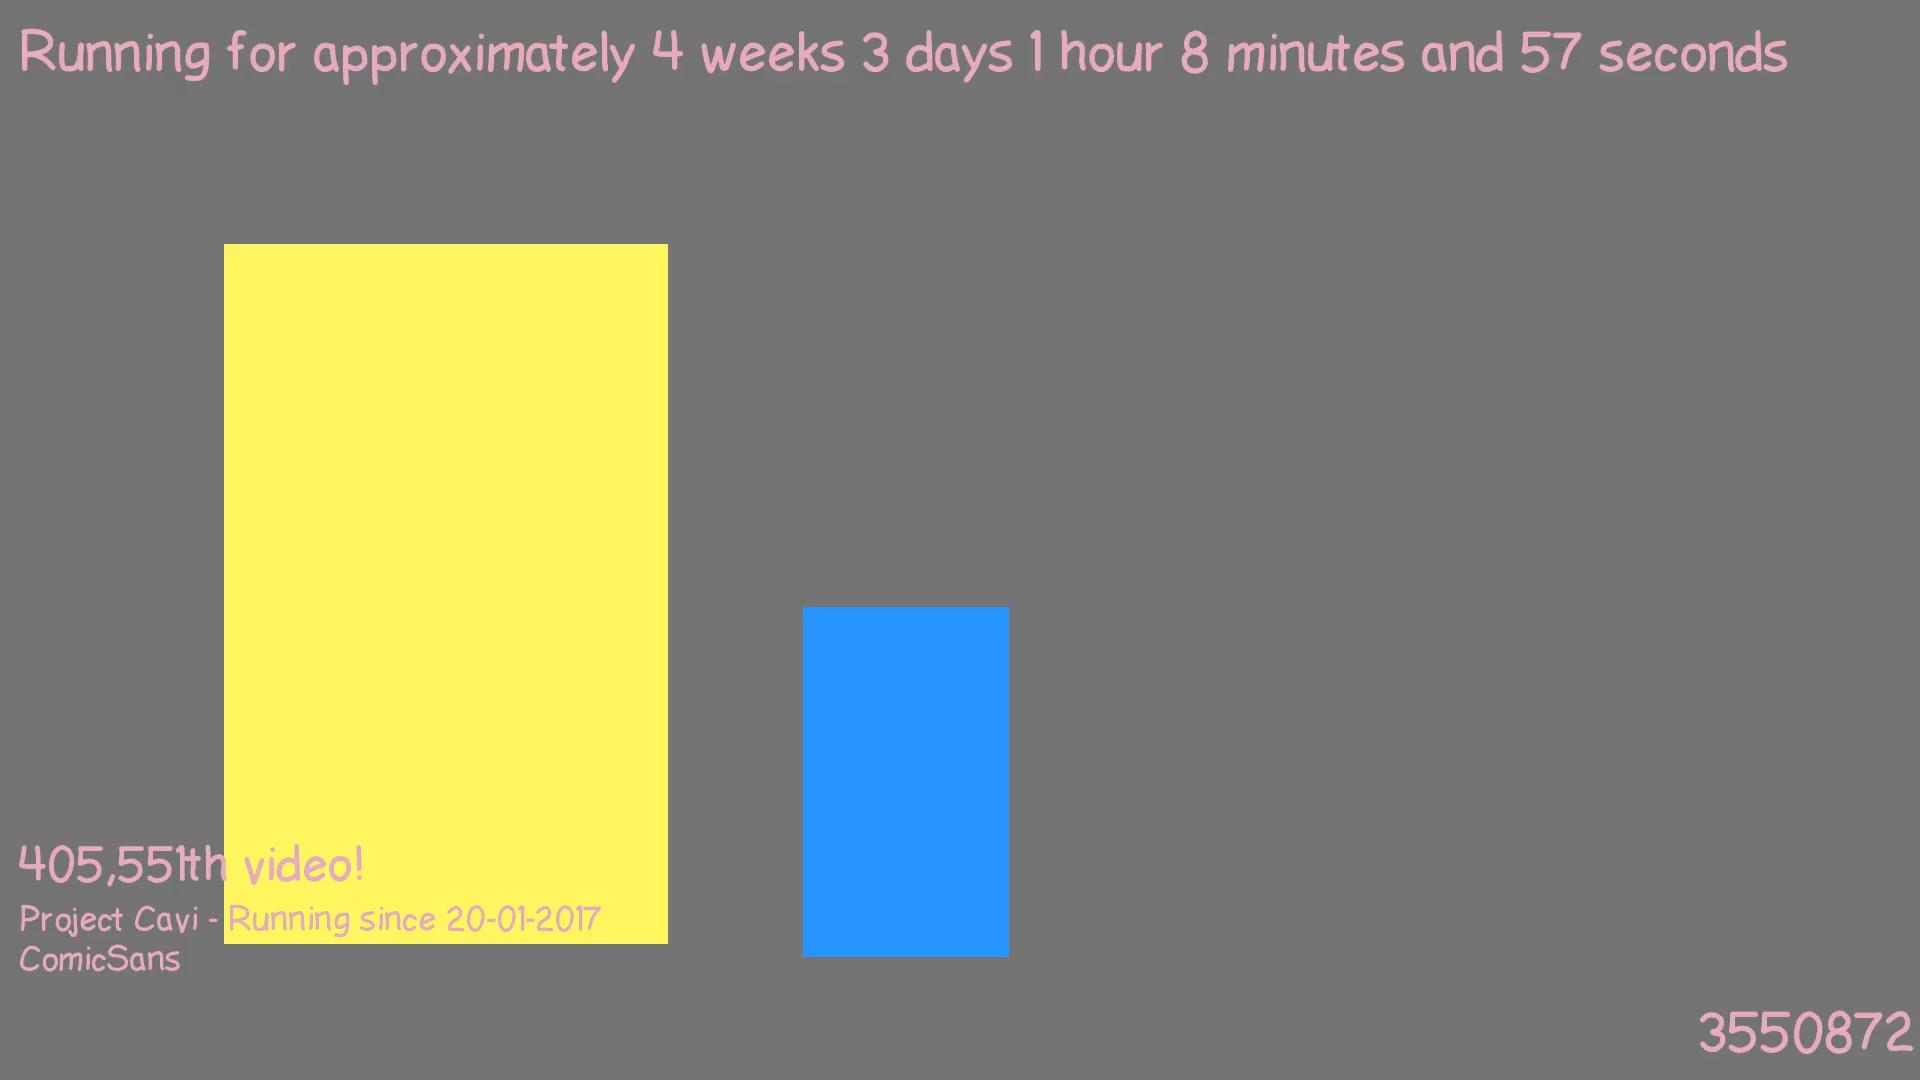 Running for approximately 4 weeks 3 days 1 hour 8 minutes and 57 seconds
405,551th video!
Project Cavi - Running since 20-01-2017
ComicSans
3550872